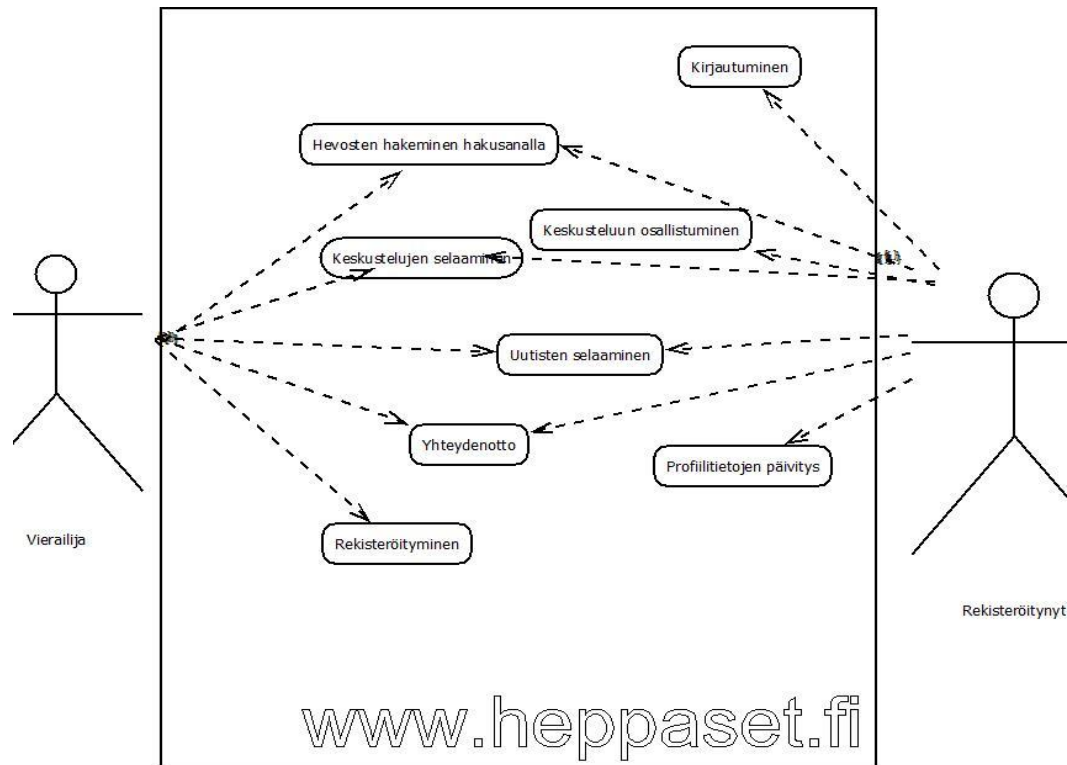 Kirjautuminen
Hevosten hakeminen hakusanalla
Keskusteluun osallistuminen
Keskustelujen selaaminen
Uutisten selaaminen
Yhteydenotto
Profiilitietojen päivitys
Rekisteröityminen
Vierailija
Rekisteröitynyt
www.heppaset.fi